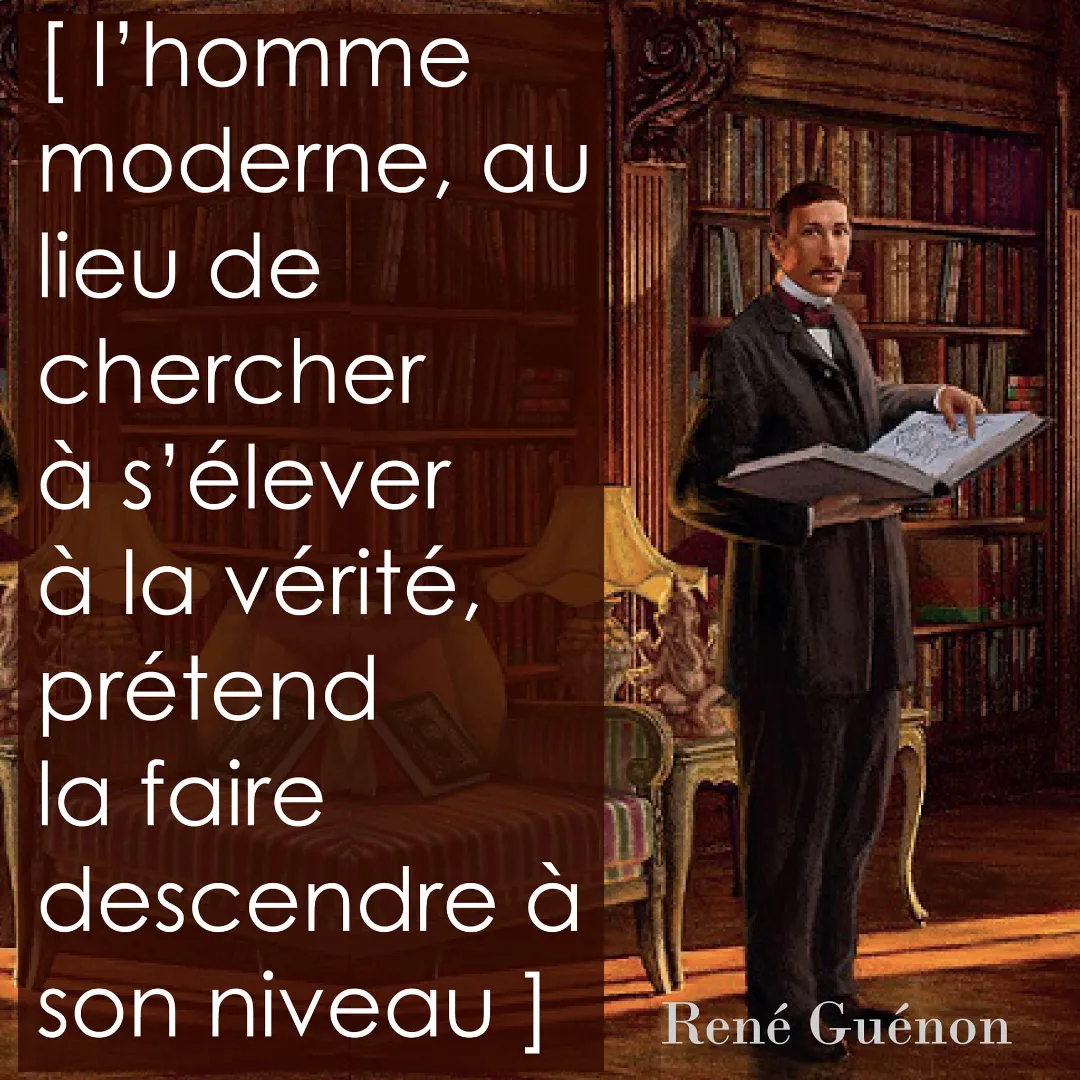 [ l’homme
moderne, au
lieu de
chercher
à s’élever
à la vérité,
prétend
la faire
descendre à
son niveau ]
René Guénon